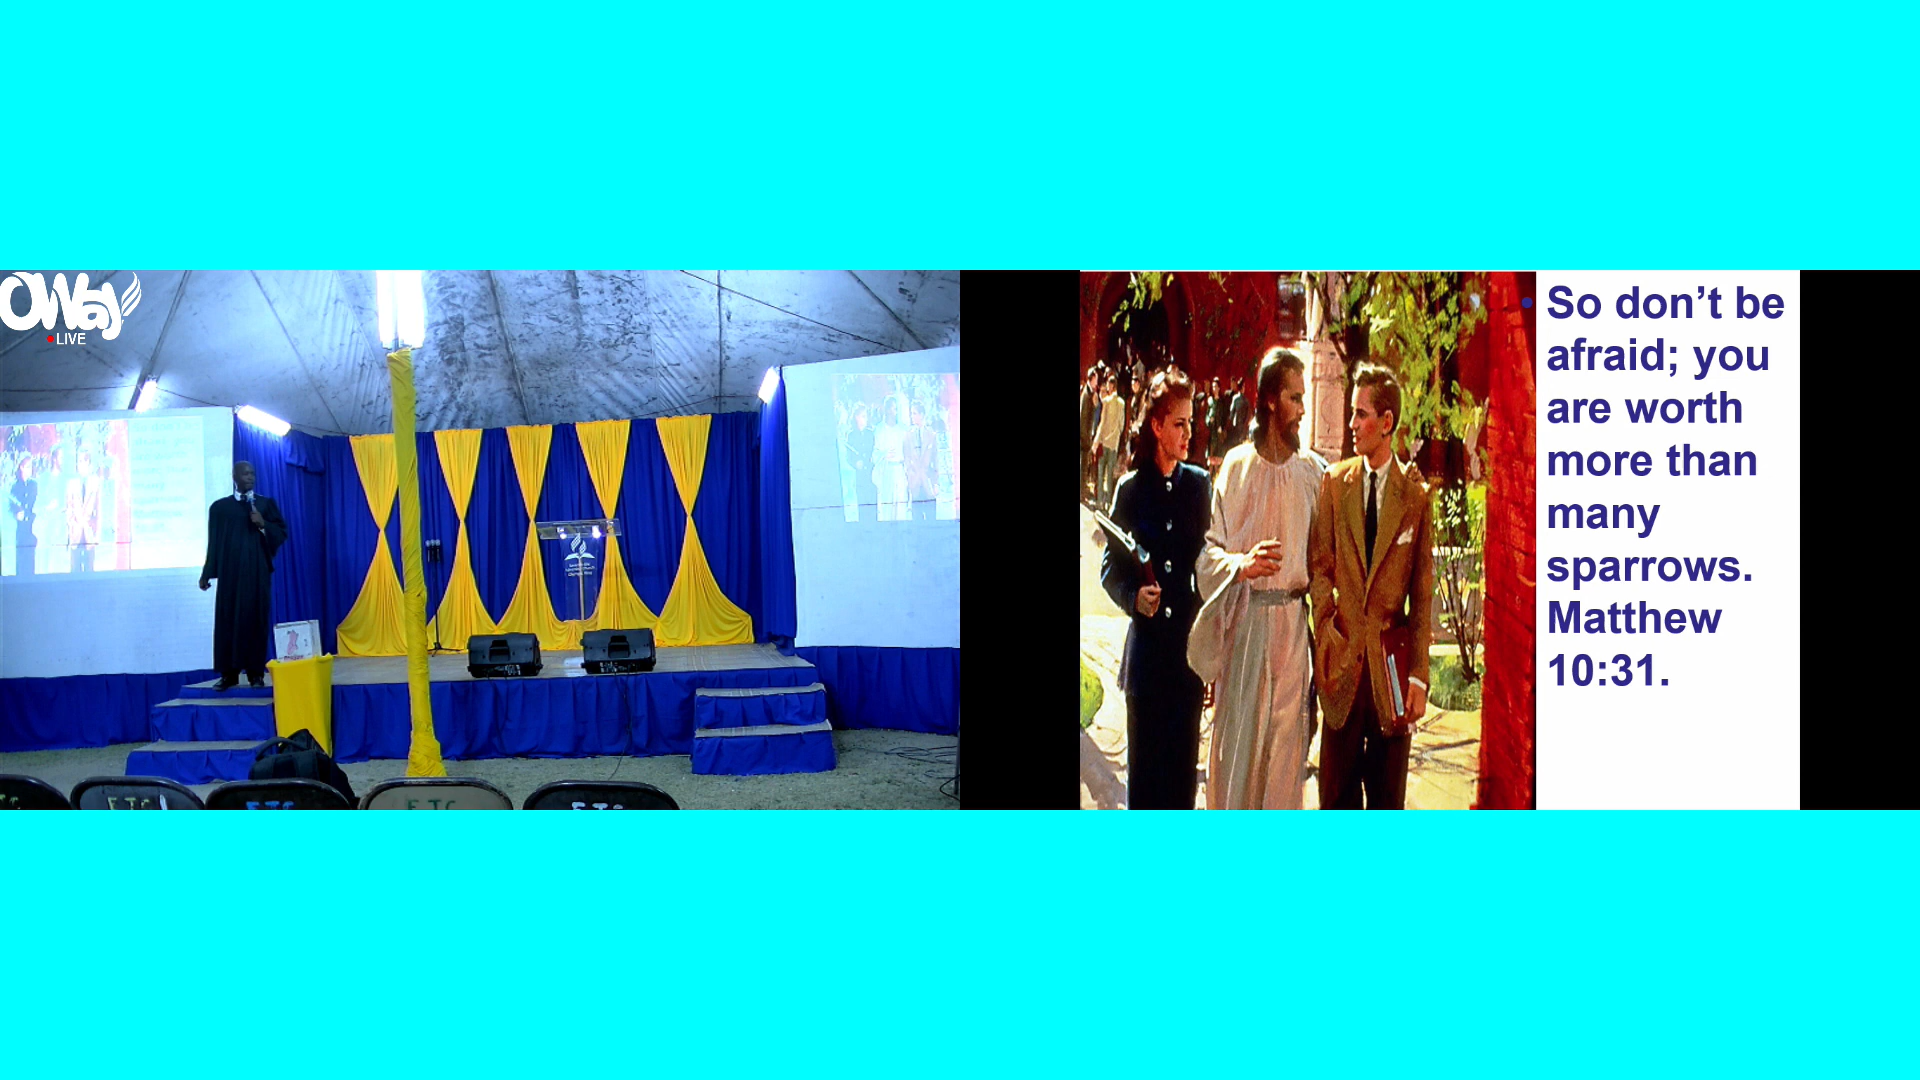 OWay
LIVE
So don’t be
afraid; you
are worth
more than
many
sparrows.
Matthew
10:31.